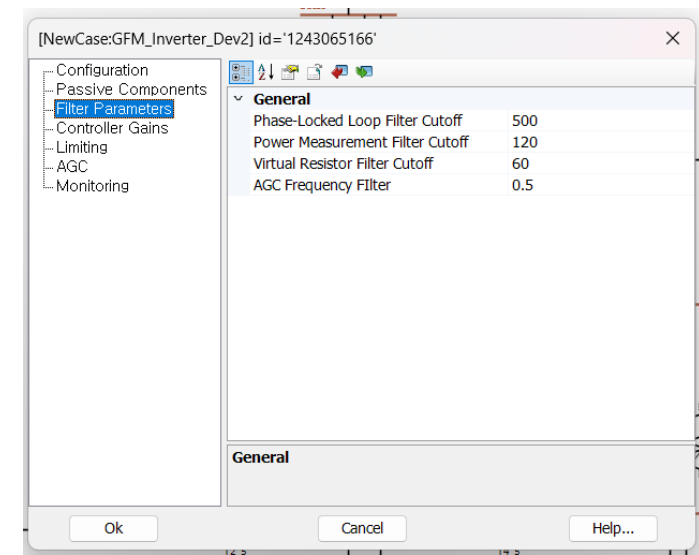 [NewCase:GFM_Inverter_Dev2] id='1243065166'
Configuration
Passive Components
Filter Parameters
Controller Gains
Limiting
AGC
Monitoring
General
Phase-Locked Loop Filter Cutoff 500
Power Measurement Filter Cutoff 120
Virtual Resistor Filter Cutoff 60
AGC Frequency FIlter 0.5
General
Ok Cancel Help...